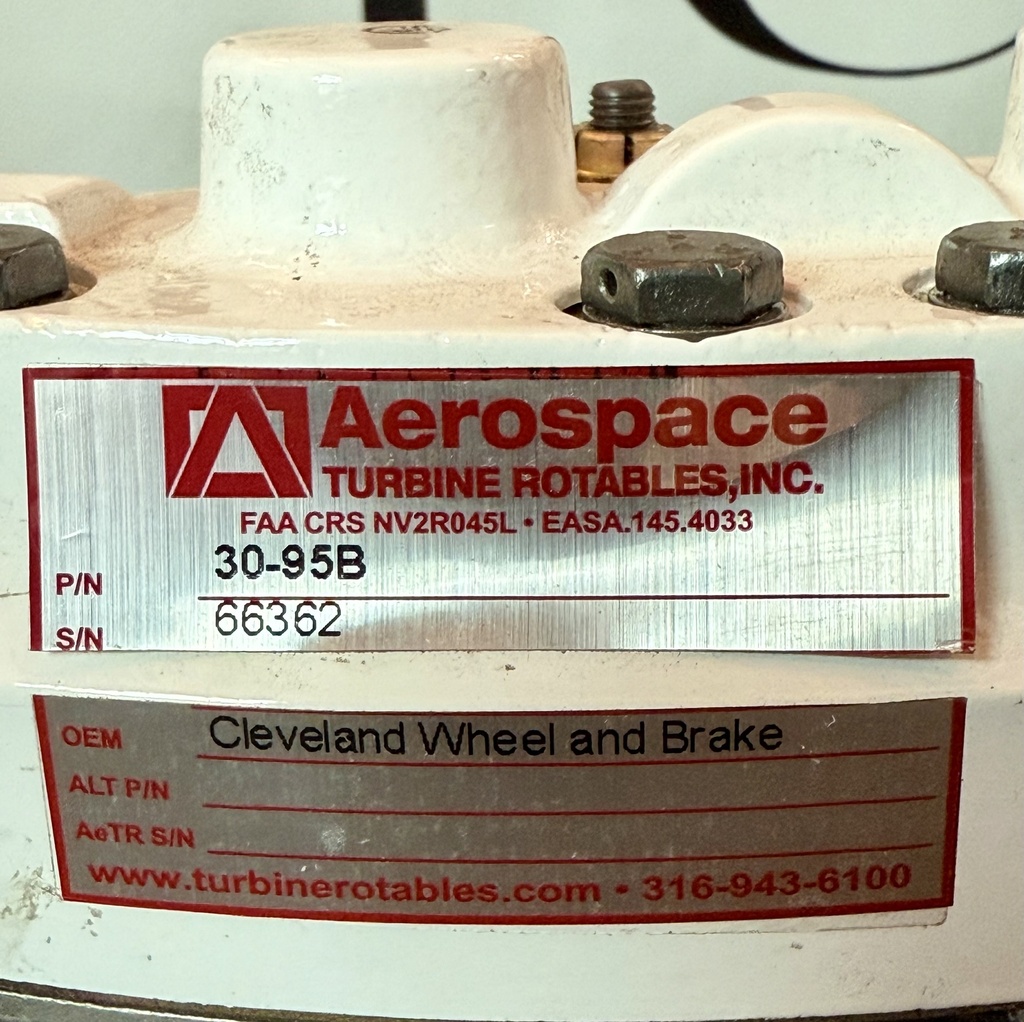 Aerospace
TURBINE ROTABLES,INC.
FAA CRS NV2R045L • EASA.145.4033
P/N 30-95B
S/N 66362
OEM Cleveland Wheel and Brake
ALT P/N
AeTR S/N
www.turbinerotables.com • 316-943-6100